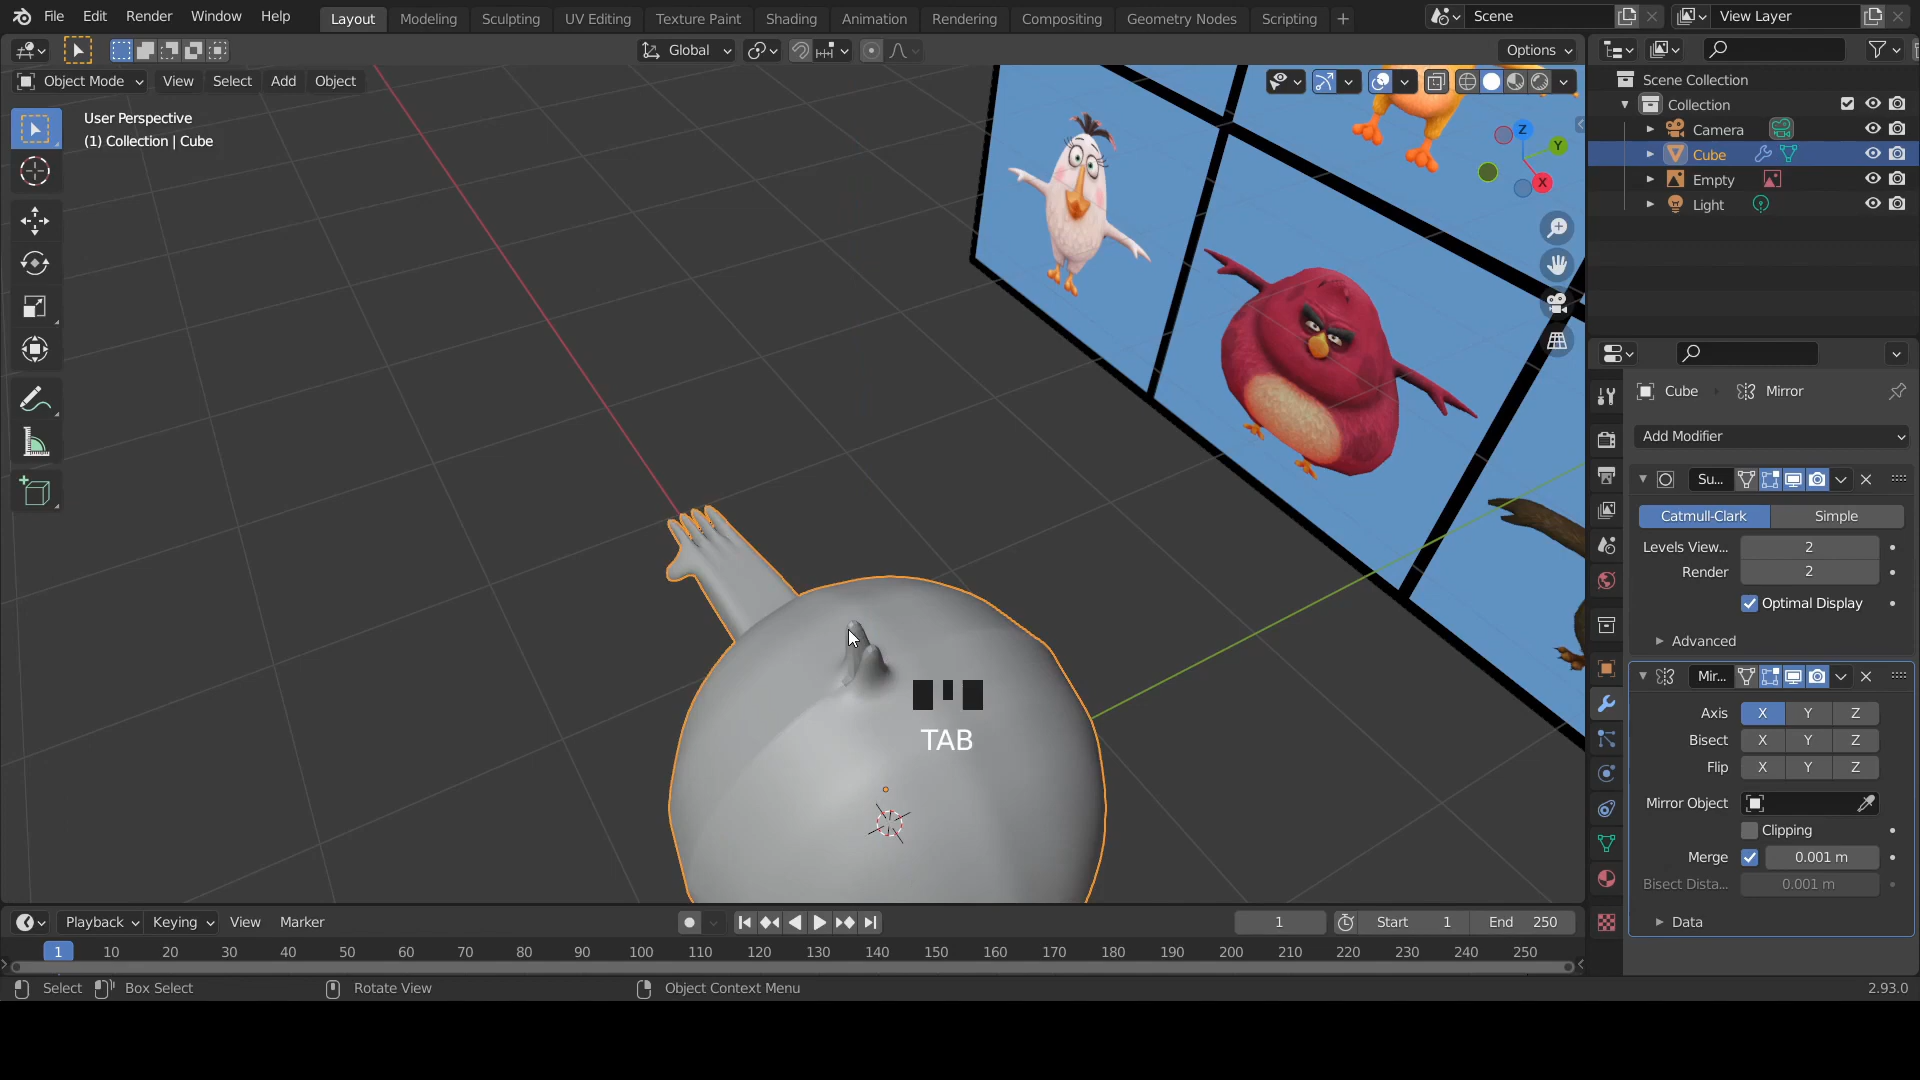 File Edit Render Window Help Layout Modeling Sculpting UV Editing Texture Paint Shading Animation Rendering Compositing Geometry Nodes Scripting Scene View Layer
Global Options
Object Mode View Select Add Object
User Perspective
(1) Collection | Cube
Z
Y
X
TAB
Scene Collection
Collection
Camera
Cube
Empty
Light
Cube Mirror
Add Modifier
Su...
Catmull-Clark Simple
Levels View... 2
Render 2
Optimal Display
Advanced
Mir...
Axis X Y Z
Bisect X Y Z
Flip X Y Z
Mirror Object
Clipping
Merge 0.001 m
Bisect Dista... 0.001 m
Data
Playback Keying View Marker 1 Start 1 End 250
1 10 20 30 40 50 60 70 80 90 100 110 120 130 140 150 160 170 180 190 200 210 220 230 240 250
Select Box Select Rotate View Object Context Menu 2.93.0